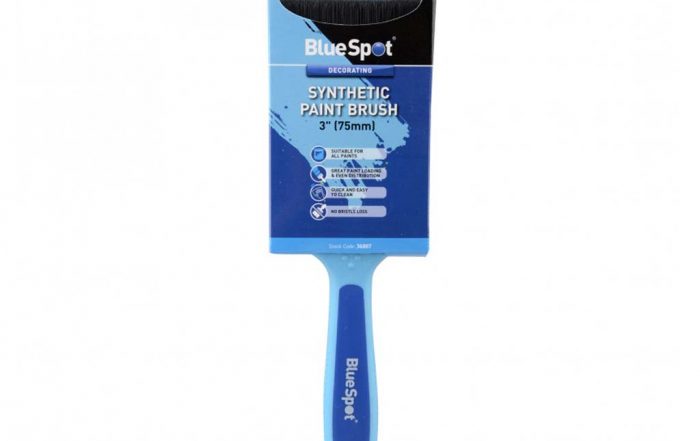 BlueSpot®
DECORATING
SYNTHETIC
PAINT BRUSH
3" (75mm)
SUITABLE FOR
ALL PAINTS
GREAT PAINT LOADING
& EVEN DISTRIBUTION
QUICK AND EASY
TO CLEAN
NO BRISTLE LOSS
Stock Code: 36007
BlueSpot®